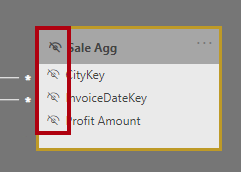 Sale Agg ...
* CityKey
* InvoiceDateKey
Profit Amount